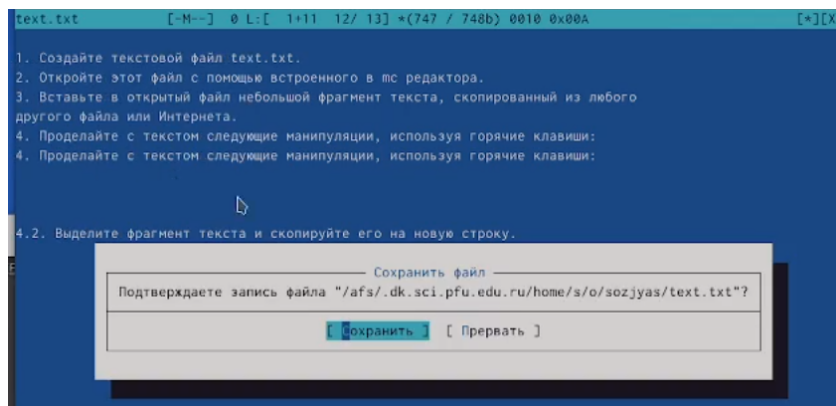 text.txt [-M--] 0 L:[ 1+11 12/ 13] *(747 / 748b) 0010 0x00A [*][X
1. Создайте текстовой файл text.txt.
2. Откройте этот файл с помощью встроенного в mc редактора.
3. Вставьте в открытый файл небольшой фрагмент текста, скопированный из любого
другого файла или Интернета.
4. Проделайте с текстом следующие манипуляции, используя горячие клавиши:
4. Проделайте с текстом следующие манипуляции, используя горячие клавиши:
4.2. Выделите фрагмент текста и скопируйте его на новую строку.
Сохранить файл
Подтверждаете запись файла "/afs/.dk.sci.pfu.edu.ru/home/s/o/sozjyas/text.txt"?
[ Сохранить ] [ Прервать ]